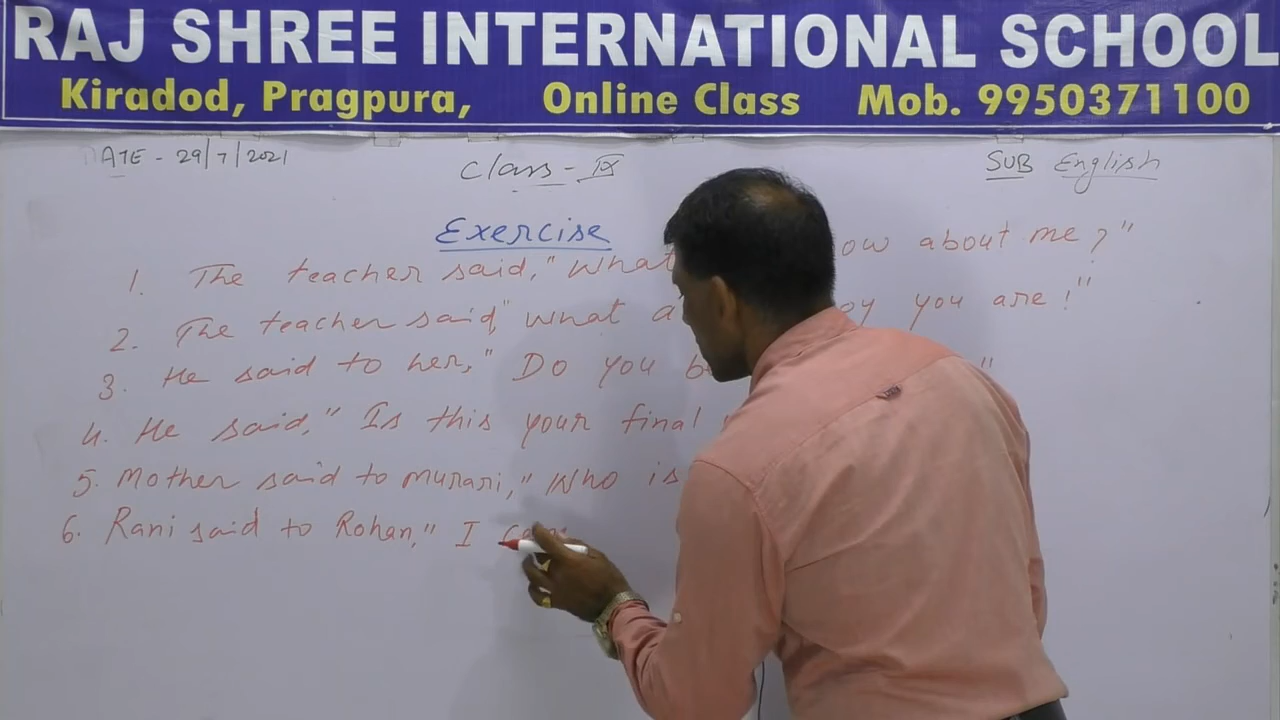 RAJ SHREE INTERNATIONAL SCHOOL
Kiradod, Pragpura, Online Class Mob. 9950371100
DATE - 29/7/2021 Class - IX SUB English
Exercise
1. The teacher said," What about me?"
2. The teacher said" what a you are!"
3. He said to her," Do you "
4. He said," Is this your final
5. Mother said to Murari," Who is
6. Rani said to Rohan," I